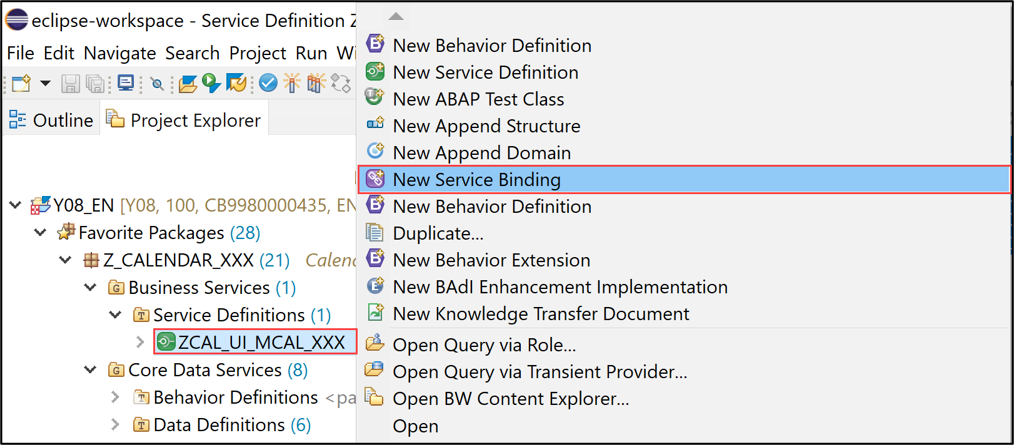 eclipse-workspace - Service Definition Z
File Edit Navigate Search Project Run Wi
Outline Project Explorer
Y08_EN [Y08, 100, CB9980000435, EN
Favorite Packages (28)
Z_CALENDAR_XXX (21) Calend
Business Services (1)
Service Definitions (1)
ZCAL_UI_MCAL_XXX
Core Data Services (8)
Behavior Definitions <pa
Data Definitions (6)
New Behavior Definition
New Service Definition
New ABAP Test Class
New Append Structure
New Append Domain
New Service Binding
New Behavior Definition
Duplicate...
New Behavior Extension
New BAdI Enhancement Implementation
New Knowledge Transfer Document
Open Query via Role...
Open Query via Transient Provider...
Open BW Content Explorer...
Open